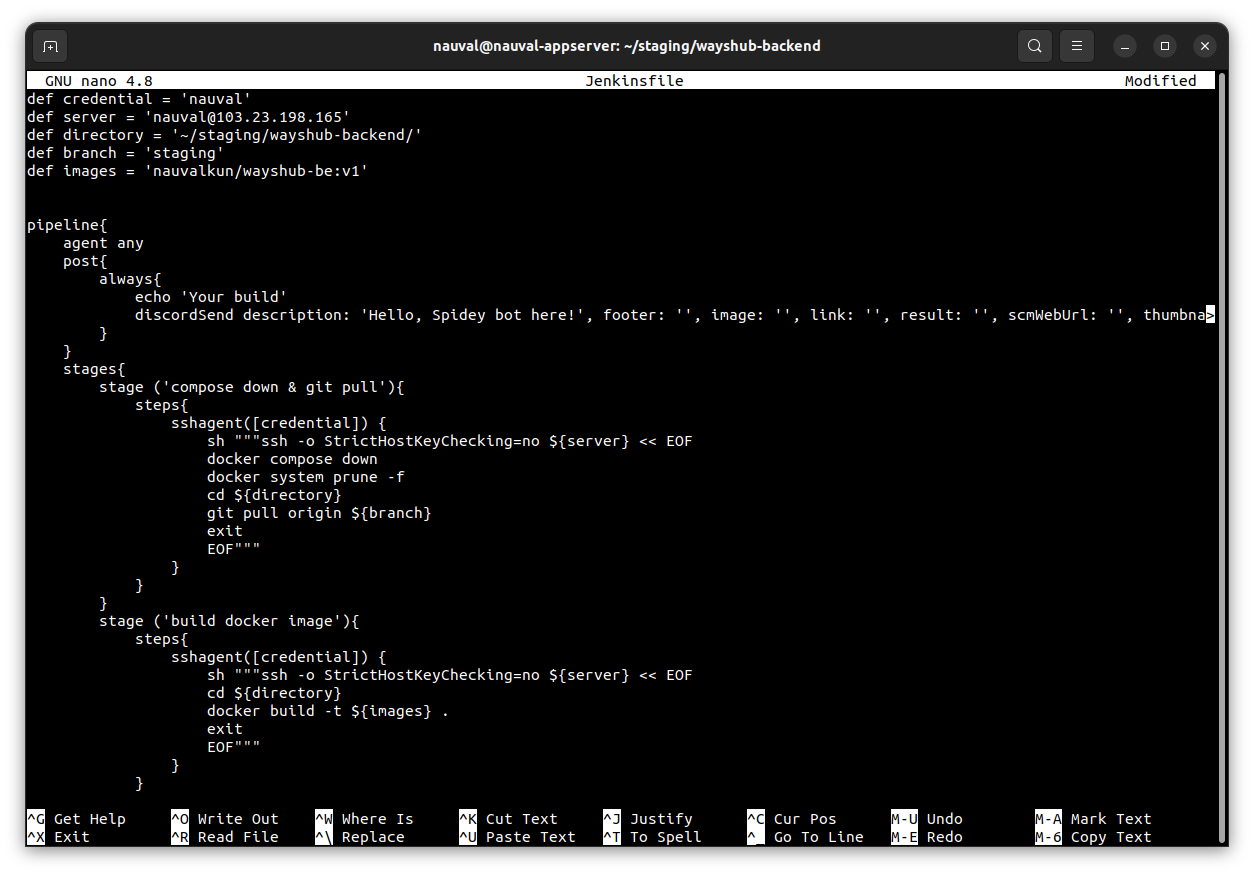 nauval@nauval-appserver: ~/staging/wayshub-backend
GNU nano 4.8 Jenkinsfile Modified
def credential = 'nauval'
def server = 'nauval@103.23.198.165'
def directory = '~/staging/wayshub-backend/'
def branch = 'staging'
def images = 'nauvalkun/wayshub-be:v1'
pipeline{
    agent any
    post{
        always{
            echo 'Your build'
            discordSend description: 'Hello, Spidey bot here!', footer: '', image: '', link: '', result: '', scmWebUrl: '', thumbna>
        }
    }
    stages{
        stage ('compose down & git pull'){
            steps{
                sshagent([credential]) {
                    sh """ssh -o StrictHostKeyChecking=no ${server} << EOF
                    docker compose down
                    docker system prune -f
                    cd ${directory}
                    git pull origin ${branch}
                    exit
                    EOF"""
                }
            }
        }
        stage ('build docker image'){
            steps{
                sshagent([credential]) {
                    sh """ssh -o StrictHostKeyChecking=no ${server} << EOF
                    cd ${directory}
                    docker build -t ${images} .
                    exit
                    EOF"""
                }
            }
^G Get Help ^O Write Out ^W Where Is ^K Cut Text ^J Justify ^C Cur Pos M-U Undo M-A Mark Text
^X Exit ^R Read File ^\ Replace ^U Paste Text ^T To Spell ^_ Go To Line M-E Redo M-6 Copy Text